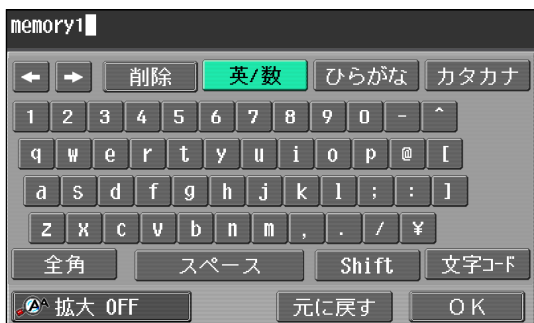 memory1
← → 削除 英/数 ひらがな カタカナ
1 2 3 4 5 6 7 8 9 0 - ^
q w e r t y u i o p @ [
a s d f g h j k l ; : ]
z x c v b n m , . / ¥
全角 スペース Shift 文字コード
拡大 OFF 元に戻す OK